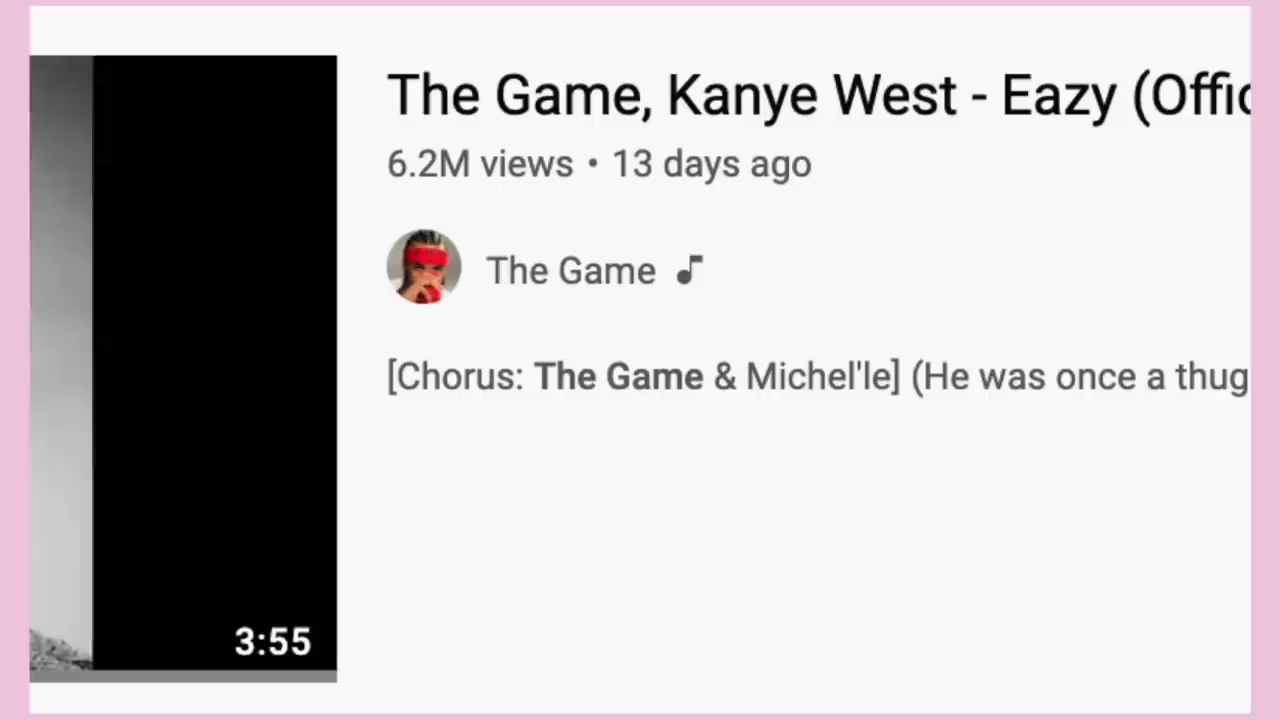 The Game, Kanye West - Eazy (Offic
6.2M views • 13 days ago
The Game
[Chorus: The Game & Michel'le] (He was once a thug
3:55